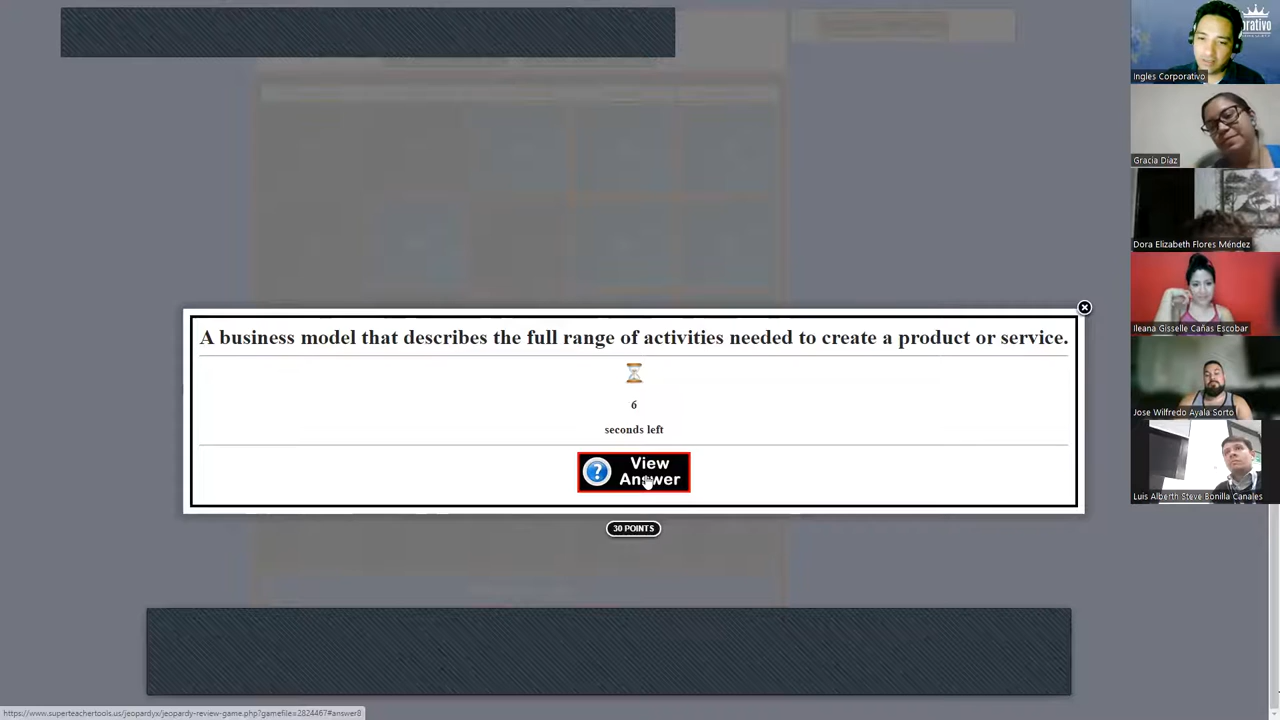 orativo
Ingles Corporativo
Gracia Díaz
Dora Elizabeth Flores Méndez
A business model that describes the full range of activities needed to create a product or service.
6
seconds left
? View
Answer
30 POINTS
Ileana Gisselle Cañas Escobar
Jose Wilfredo Ayala Sorto
Luis Alberth Steve Bonilla Canales
https://www.superteachertools.us/jeopardyx/jeopardy-review-game.php?gamefile=2824467#answer8